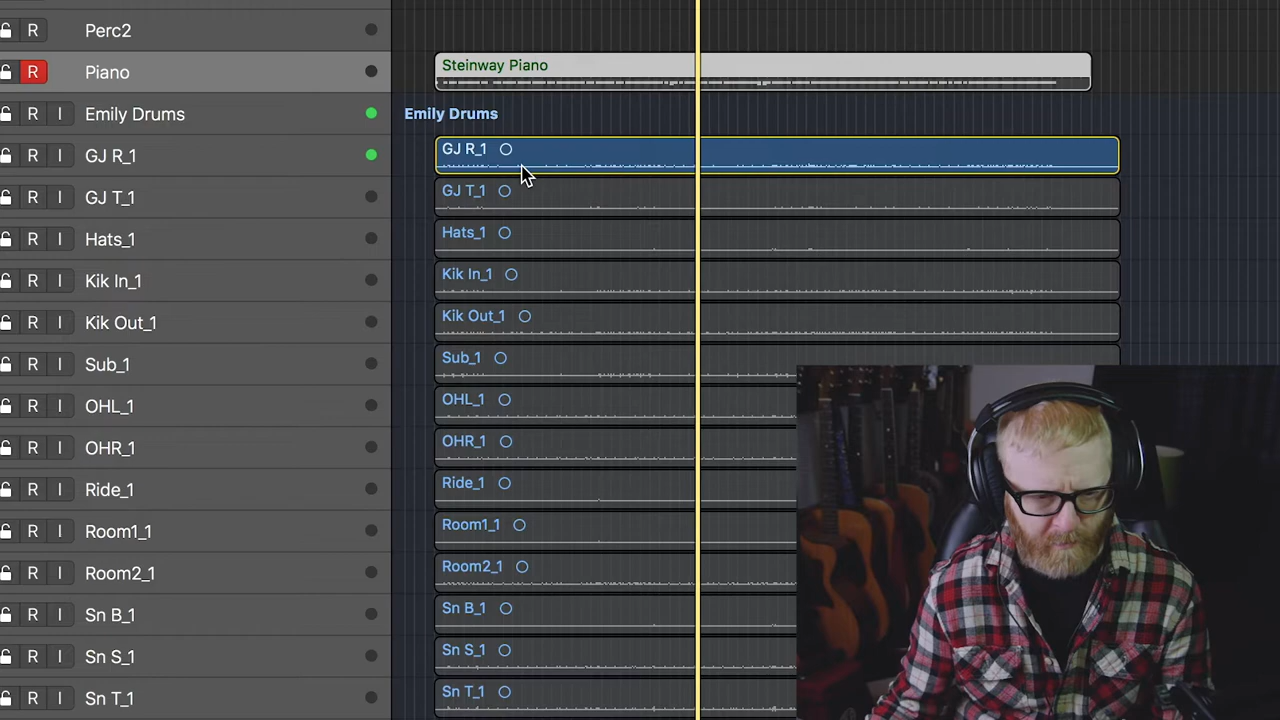 R Perc2
Steinway Piano
R Piano
R I Emily Drums Emily Drums
R I GJ R_1 GJ R_1
R I GJ T_1 GJ T_1
R I Hats_1 Hats_1
R I Kik In_1 Kik In_1
R I Kik Out_1 Kik Out_1
R I Sub_1 Sub_1
R I OHL_1 OHL_1
R I OHR_1 OHR_1
R I Ride_1 Ride_1
R I Room1_1 Room1_1
R I Room2_1 Room2_1
R I Sn B_1 Sn B_1
R I Sn S_1 Sn S_1
R I Sn T_1 Sn T_1